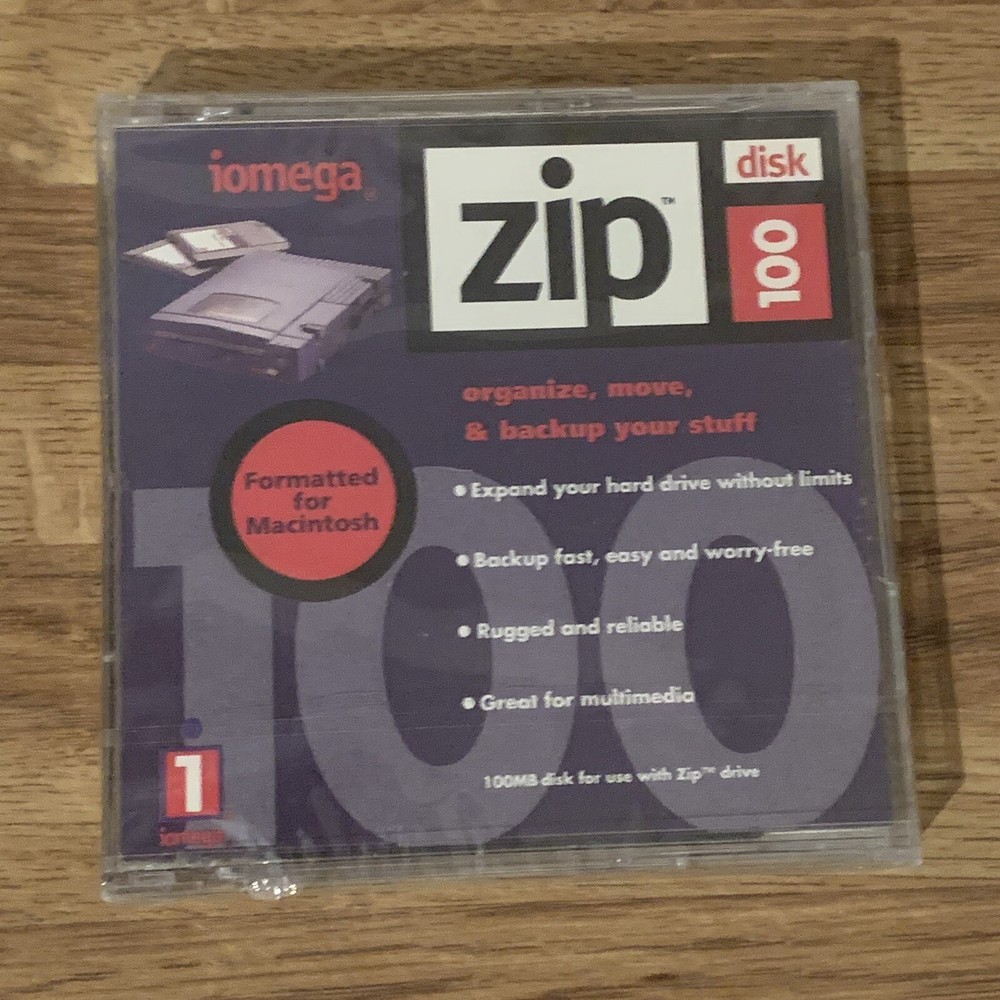 iomega
zip™
disk
100
organize, move,
& backup your stuff
Formatted
for
Macintosh
• Expand your hard drive without limits
• Backup fast, easy and worry-free
• Rugged and reliable
• Great for multimedia
100MB disk for use with Zip™ drive
100
1
iomega